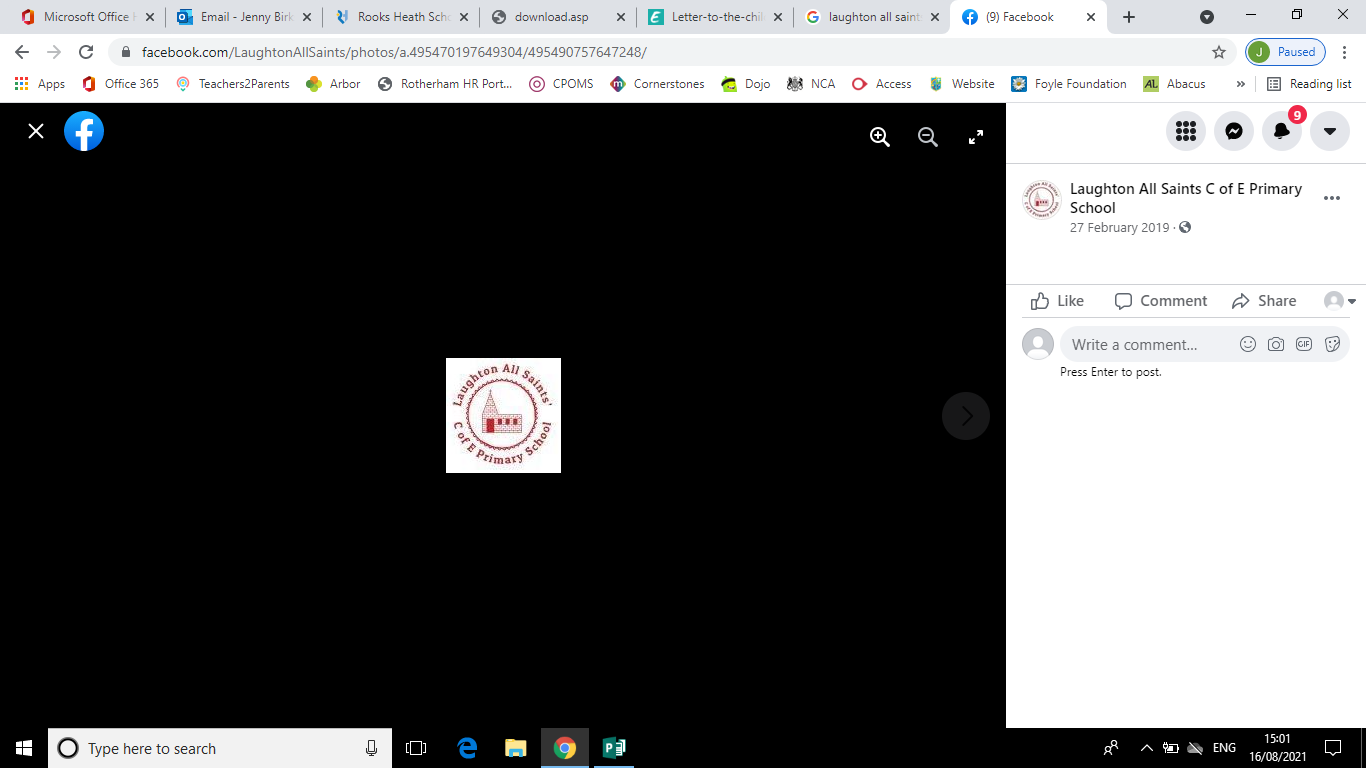 Microsoft Office H
Email - Jenny Birk
Rooks Heath Scho
download.asp
Letter-to-the-chil
laughton all saint
(9) Facebook
facebook.com/LaughtonAllSaints/photos/a.495470197649304/495490757647248/
J Paused
Apps Office 365 Teachers2Parents Arbor Rotherham HR Port... CPOMS Cornerstones Dojo NCA Access Website Foyle Foundation AL Abacus » Reading list
9
Laughton All Saints C of E Primary
School
27 February 2019 ·
Like Comment Share
Write a comment... GIF
Press Enter to post.
Laughton All Saints'
C of E Primary School
Type here to search
ENG
15:01
16/08/2021